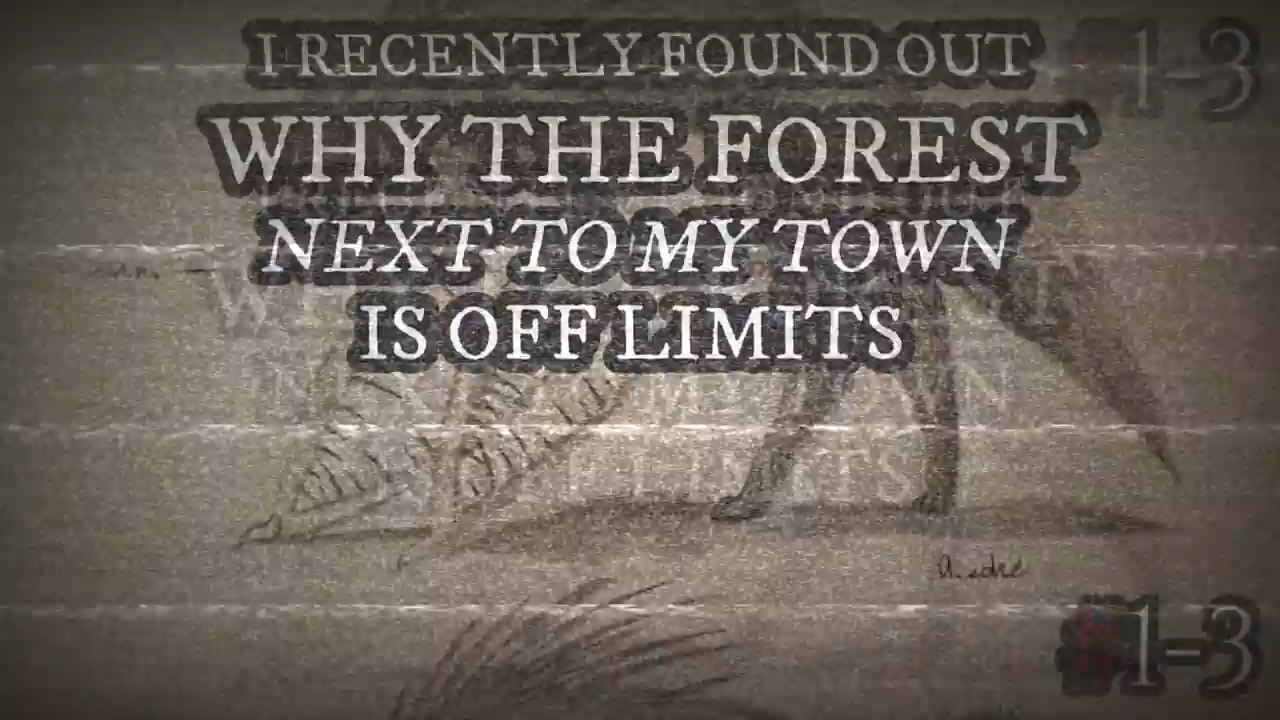 I RECENTLY FOUND OUT
WHY THE FOREST
NEXT TO MY TOWN
IS OFF LIMITS
1-3
#1-3